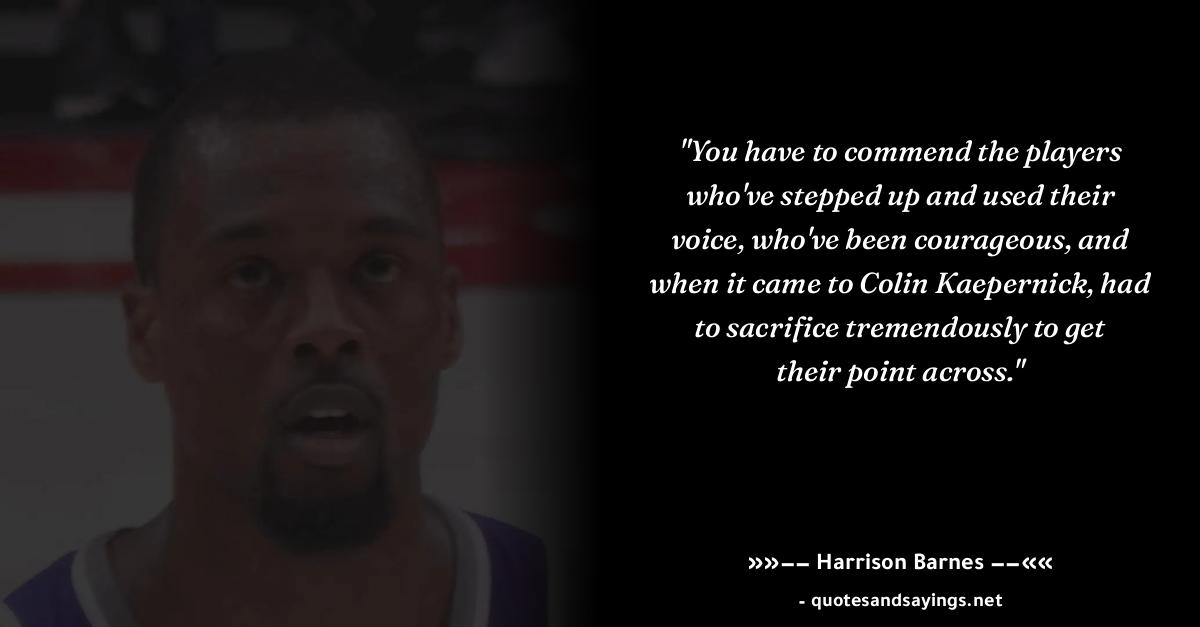 "You have to commend the players
who've stepped up and used their
voice, who've been courageous, and
when it came to Colin Kaepernick, had
to sacrifice tremendously to get
their point across."
»»−− Harrison Barnes −−««
- quotesandsayings.net